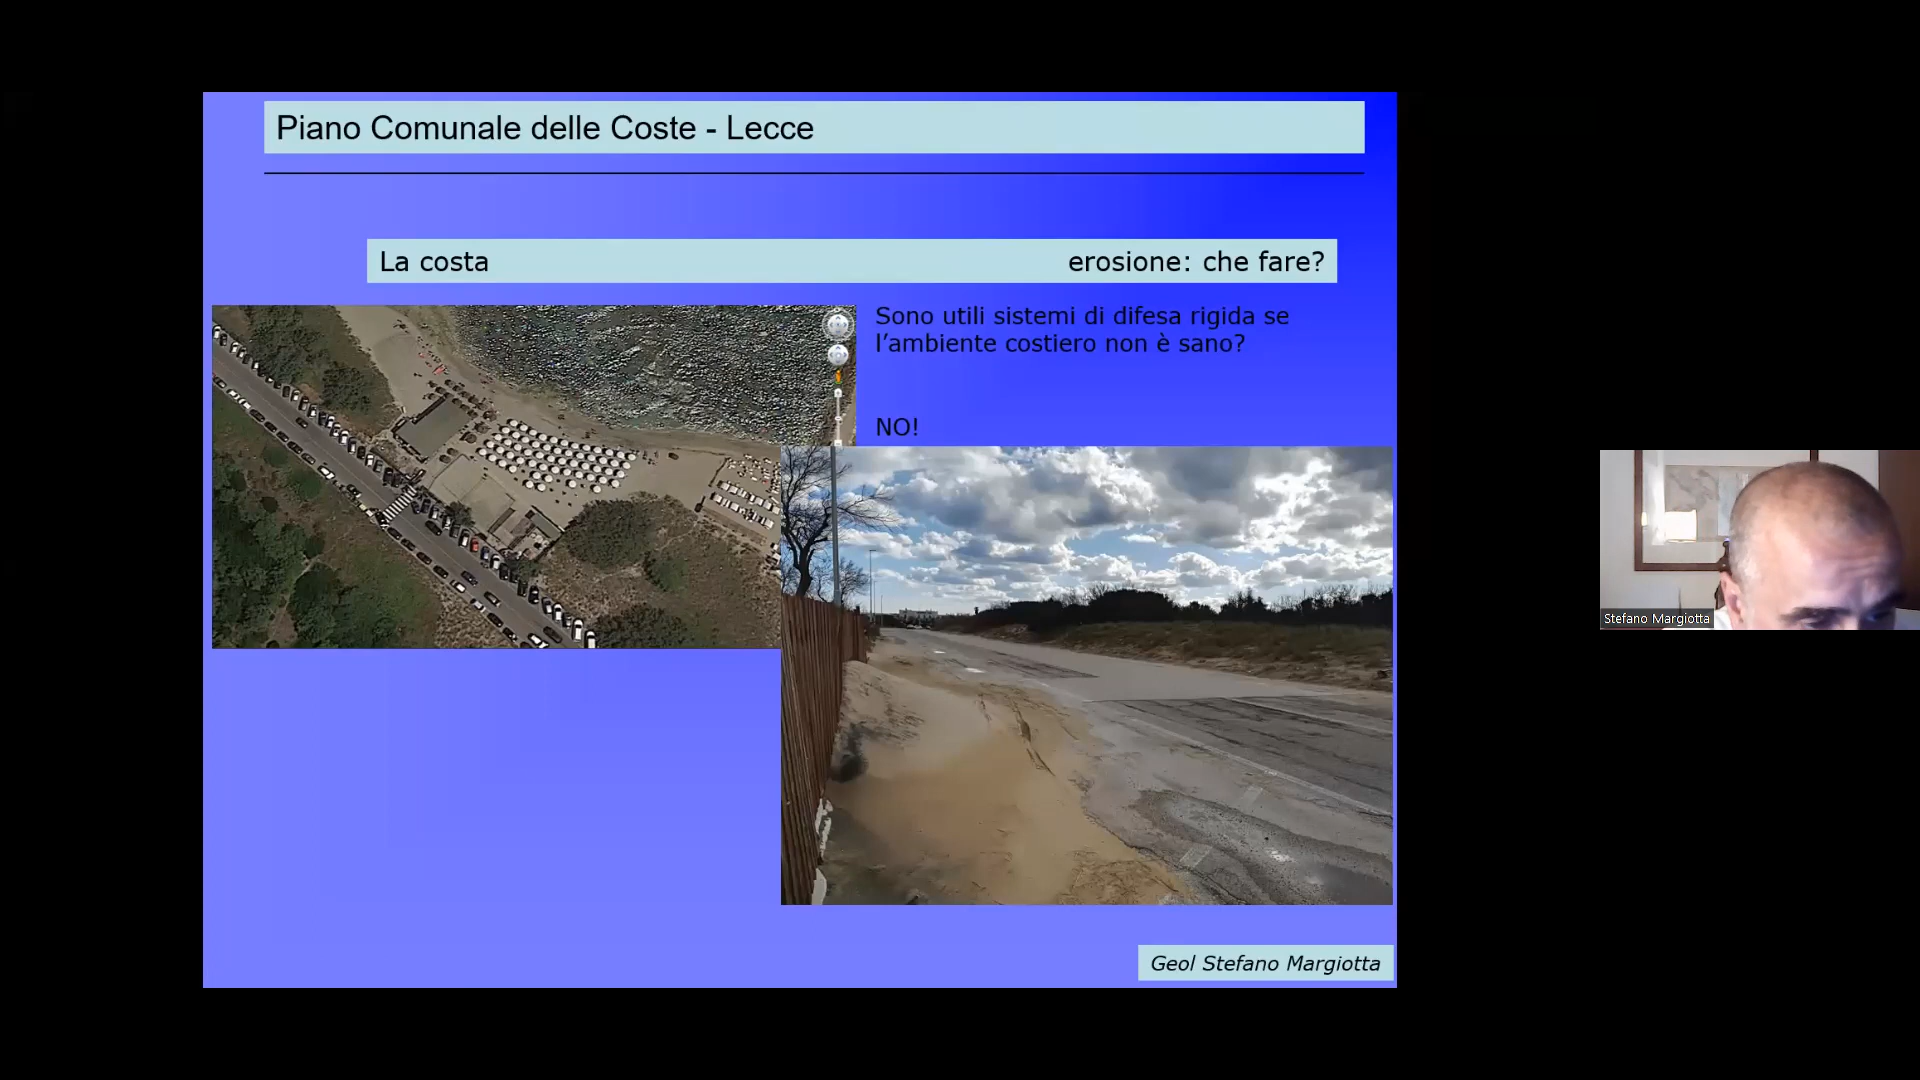 Piano Comunale delle Coste - Lecce
La costa erosione: che fare?
Sono utili sistemi di difesa rigida se
l'ambiente costiero non è sano?
NO!
Stefano Margiotta
Geol Stefano Margiotta